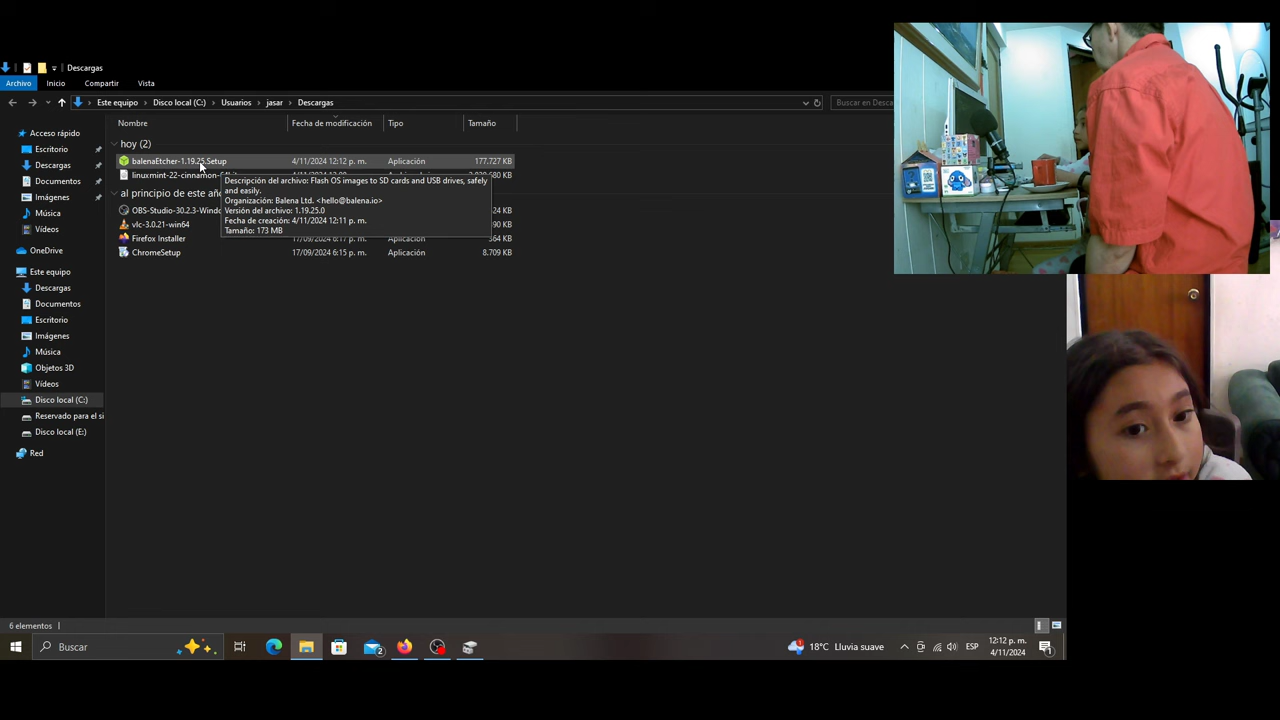 Descargas
Archivo Inicio Compartir Vista
Este equipo Disco local (C:) Usuarios jasar Descargas
Buscar en Desca
Nombre Fecha de modificación Tipo Tamaño
Acceso rápido
Escritorio
Descargas
Documentos
Imágenes
Música
Vídeos
OneDrive
Este equipo
Descargas
Documentos
Escritorio
Imágenes
Música
Objetos 3D
Vídeos
Disco local (C:)
Reservado para el si
Disco local (E:)
Red
hoy (2)
balenaEtcher-1.19.25.Setup 4/11/2024 12:12 p. m. Aplicación 177.727 KB
linuxmint-22-cinnamon-
al principio de este año
OBS-Studio-30.2.3-Windo
vlc-3.0.21-win64
Firefox Installer 17/09/2024 6:17 p. m. Aplicación 364 KB
ChromeSetup 17/09/2024 6:15 p. m. Aplicación 8.709 KB
Descripción del archivo: Flash OS images to SD cards and USB drives, safely
and easily.
Organización: Balena Ltd. <hello@balena.io>
Versión del archivo: 1.19.25.0
Fecha de creación: 4/11/2024 12:11 p. m.
Tamaño: 173 MB
6 elementos
Buscar
2
1
18°C Lluvia suave
ESP
12:12 p. m.
4/11/2024
1